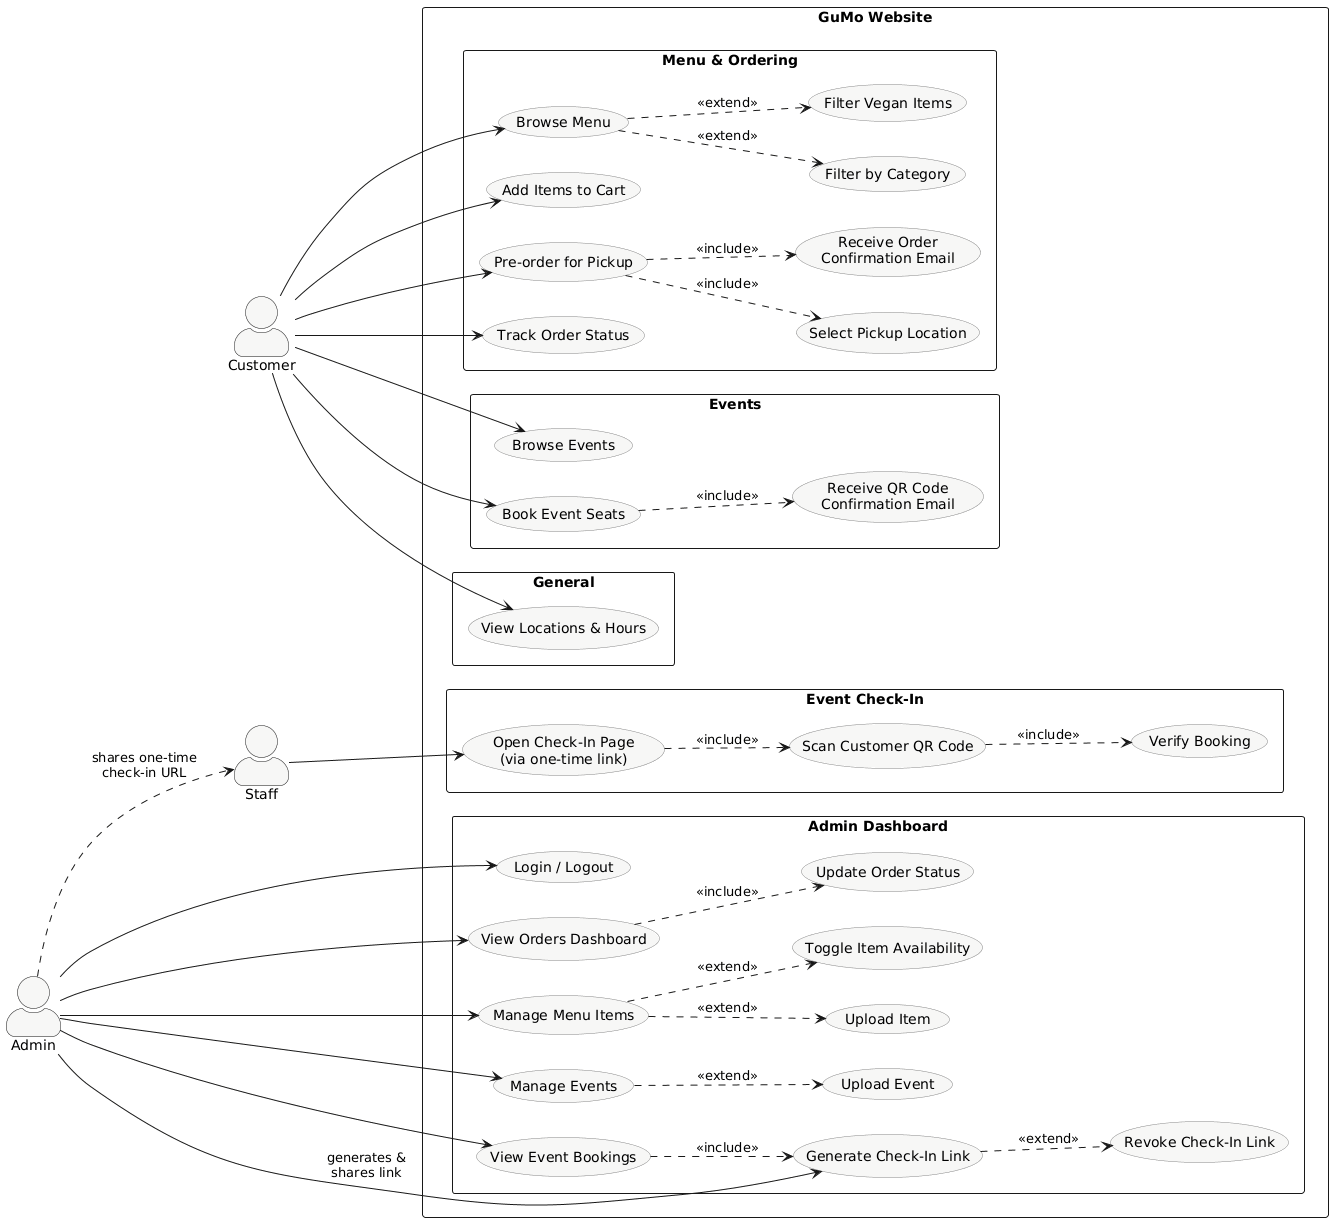 GuMo Website
Menu & Ordering
Browse Menu
«extend»
Filter Vegan Items
«extend»
Filter by Category
Add Items to Cart
Pre-order for Pickup
«include»
Receive Order
Confirmation Email
«include»
Select Pickup Location
Track Order Status
Customer
Events
Browse Events
Book Event Seats
«include»
Receive QR Code
Confirmation Email
General
View Locations & Hours
Event Check-In
Open Check-In Page
(via one-time link)
«include»
Scan Customer QR Code
«include»
Verify Booking
shares one-time
check-in URL
Staff
Admin Dashboard
Login / Logout
View Orders Dashboard
«include»
Update Order Status
Manage Menu Items
«extend»
Toggle Item Availability
«extend»
Upload Item
Admin
Manage Events
«extend»
Upload Event
View Event Bookings
«include»
Generate Check-In Link
«extend»
Revoke Check-In Link
generates &
shares link